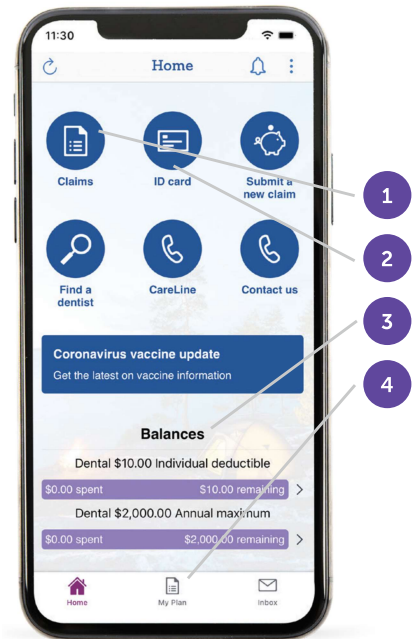 11:30
Home
Claims
ID card
Submit a
new claim
1
2
Find a
dentist
CareLine
Contact us
3
Coronavirus vaccine update
Get the latest on vaccine information
4
Balances
Dental $10.00 Individual deductible
$0.00 spent $10.00 remaining
Dental $2,000.00 Annual maximum
$0.00 spent $2,000.00 remaining
Home
My Plan
Inbox